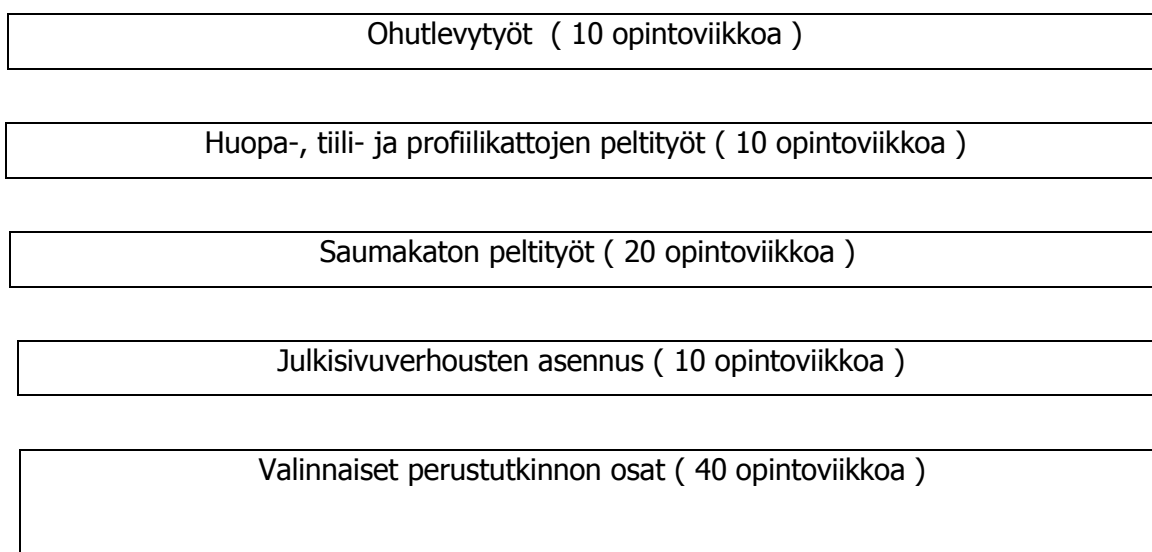 Ohutlevytyöt ( 10 opintoviikkoa )
Huopa-, tiili- ja profiilikattojen peltityöt ( 10 opintoviikkoa )
Saumakaton peltityöt ( 20 opintoviikkoa )
Julkisivuverhousten asennus ( 10 opintoviikkoa )
Valinnaiset perustutkinnon osat ( 40 opintoviikkoa )